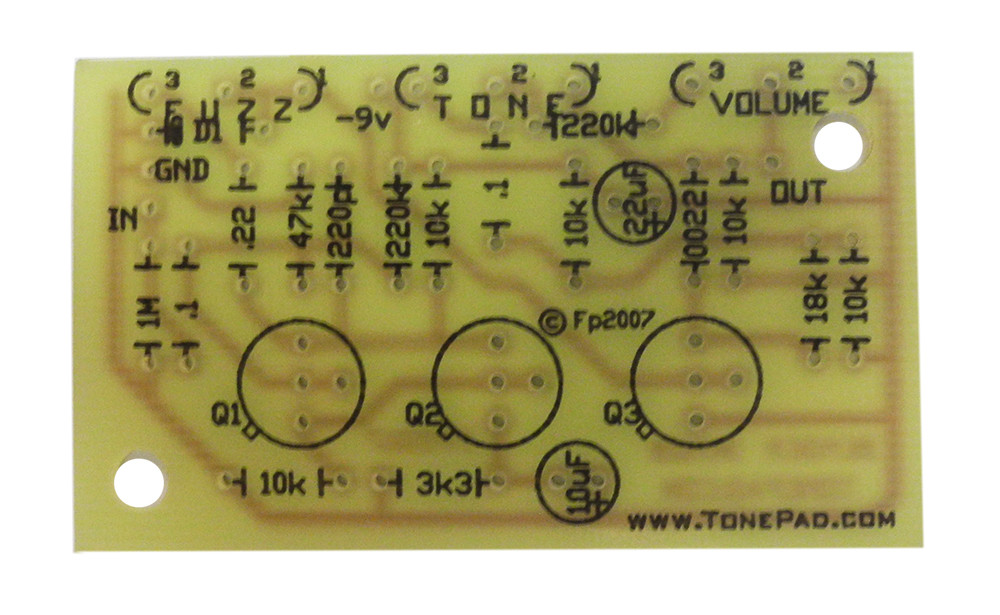 3 2 1
3 2 1
3 2 1
FUZZ
TONE
VOLUME
D1
-9v
220k
GND
IN
OUT
.22
47k
220p
220k
10k
.1
10k
22uF
+
.0022
10k
1M
.1
18k
10k
© Fp2007
Q1
Q2
Q3
10k
3k3
10uF
+
www.TonePad.com